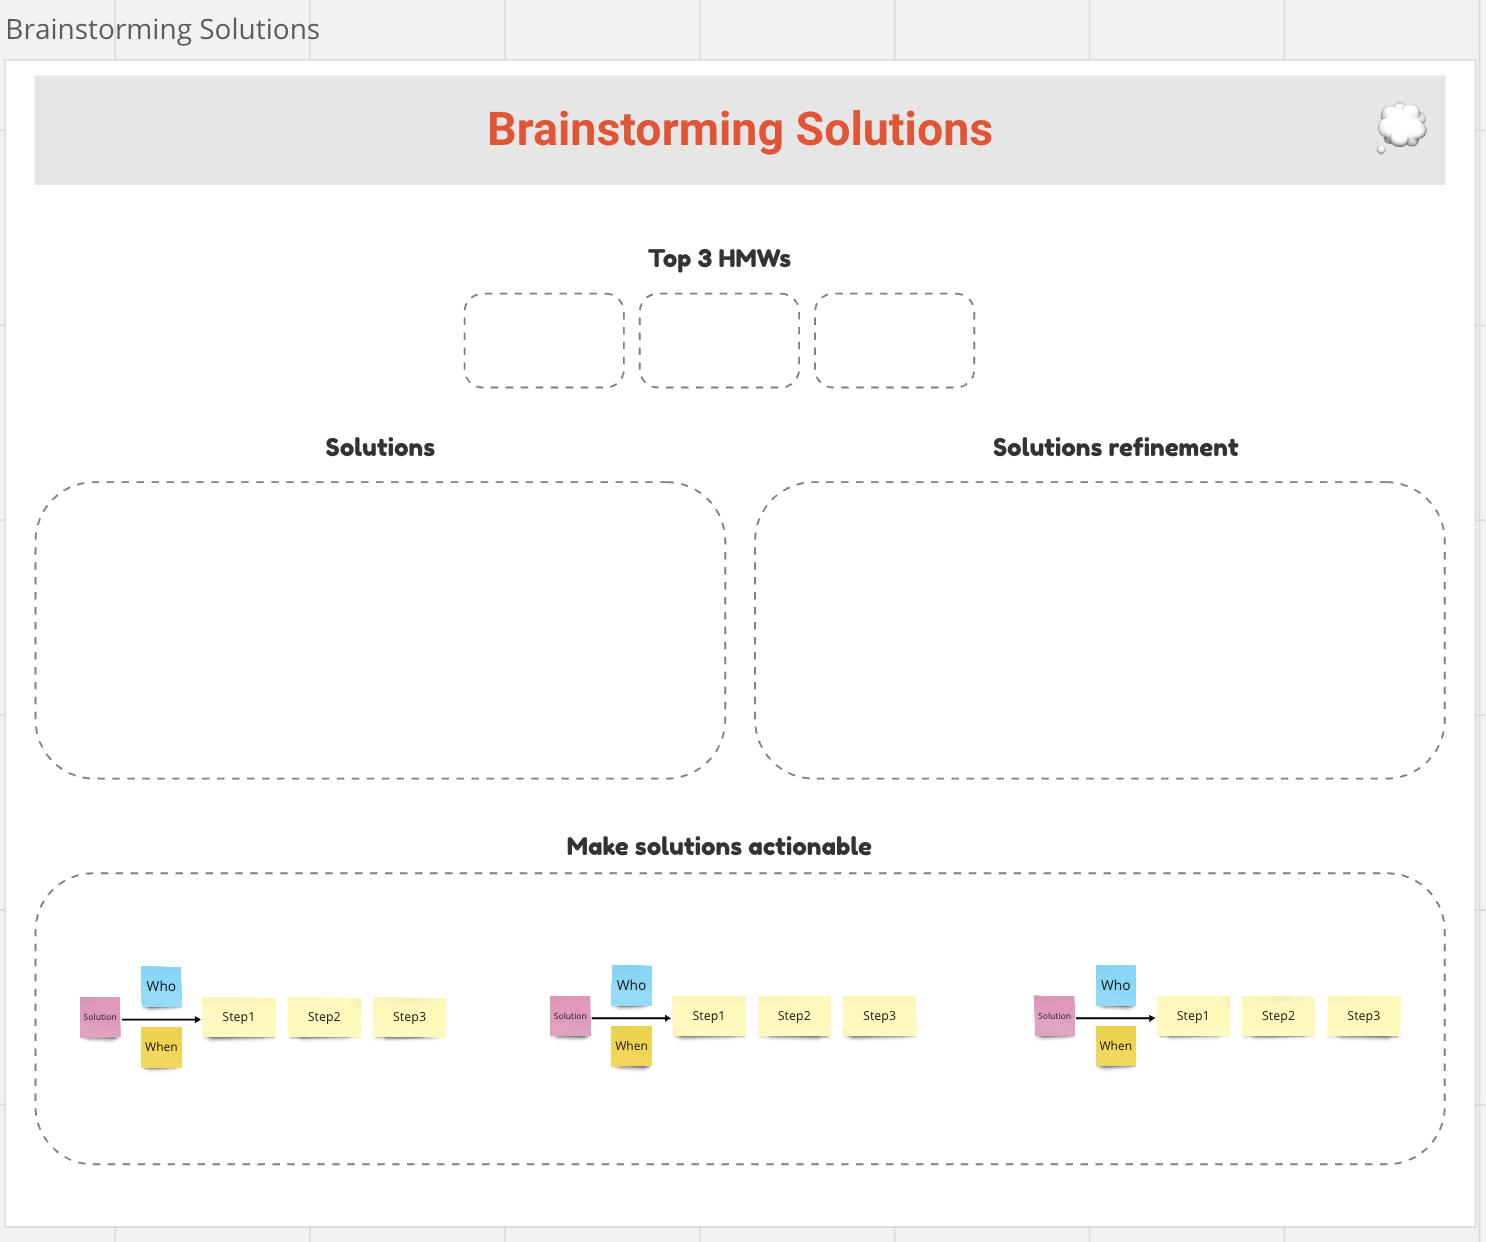 Brainstorming Solutions
Brainstorming Solutions
Top 3 HMWs
Solutions
Solutions refinement
Make solutions actionable
Solution
Who
When
Step1
Step2
Step3
Solution
Who
When
Step1
Step2
Step3
Solution
Who
When
Step1
Step2
Step3